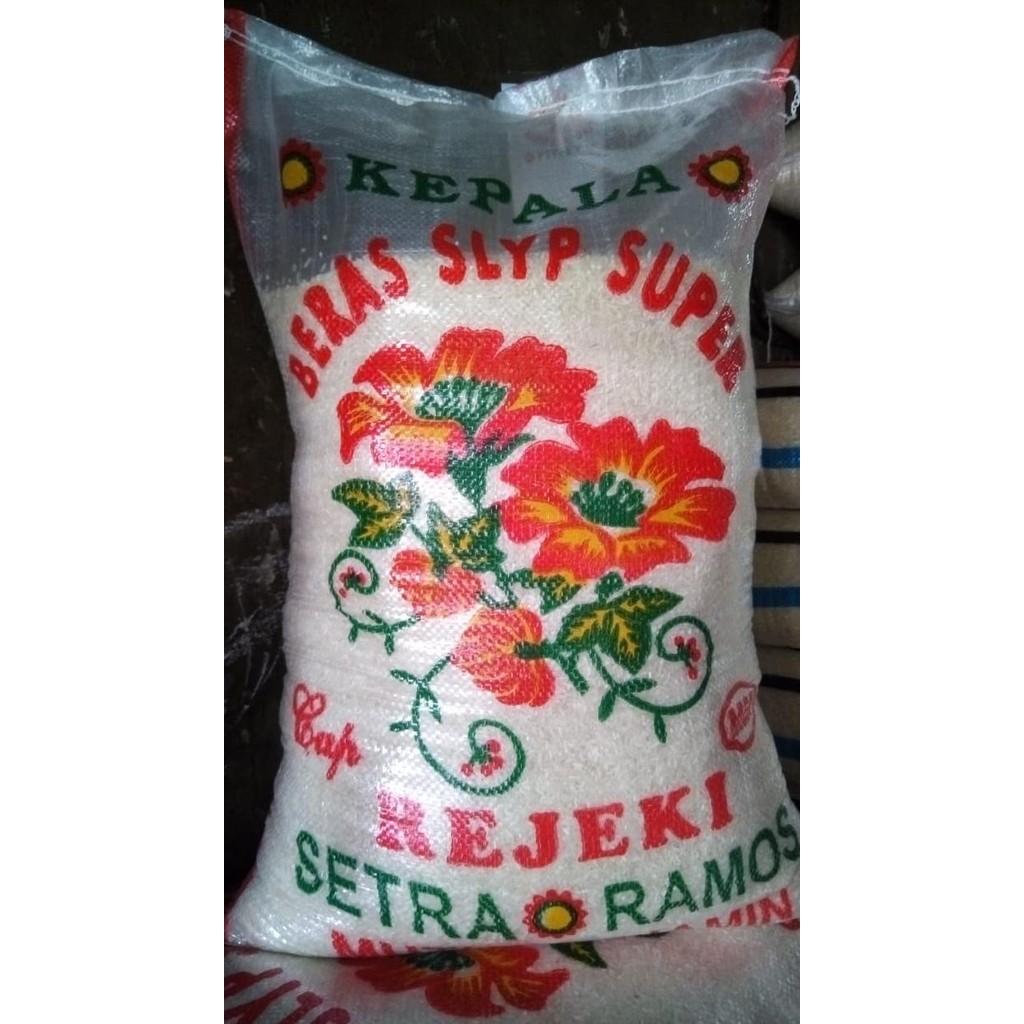 KEPALA
BERAS SLYP SUPER
Cap
REJEKI
SETRA RAMOS